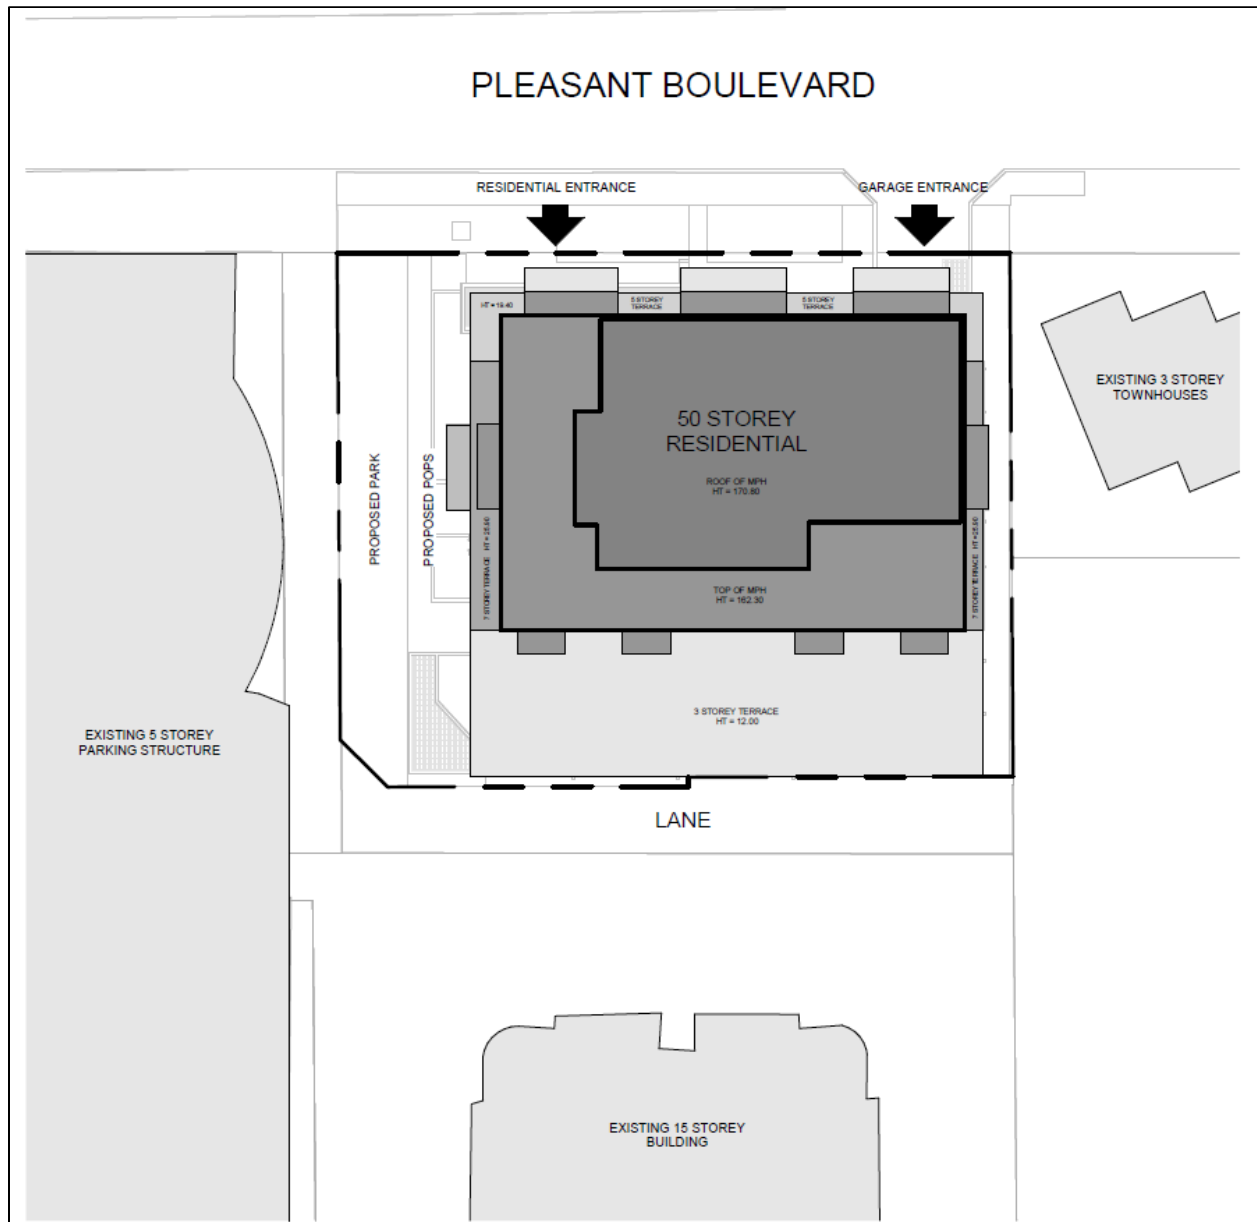 PLEASANT BOULEVARD
RESIDENTIAL ENTRANCE
GARAGE ENTRANCE
HT = 19.40
5 STOREY
TERRACE
5 STOREY
TERRACE
EXISTING 3 STOREY
TOWNHOUSES
50 STOREY
RESIDENTIAL
ROOF OF MPH
HT = 170.80
PROPOSED PARK
PROPOSED POPS
7 STOREY TERRACE HT = 25.90
7 STOREY TERRACE HT = 25.90
TOP OF MPH
HT = 162.30
3 STOREY TERRACE
HT = 12.00
EXISTING 5 STOREY
PARKING STRUCTURE
LANE
EXISTING 15 STOREY
BUILDING